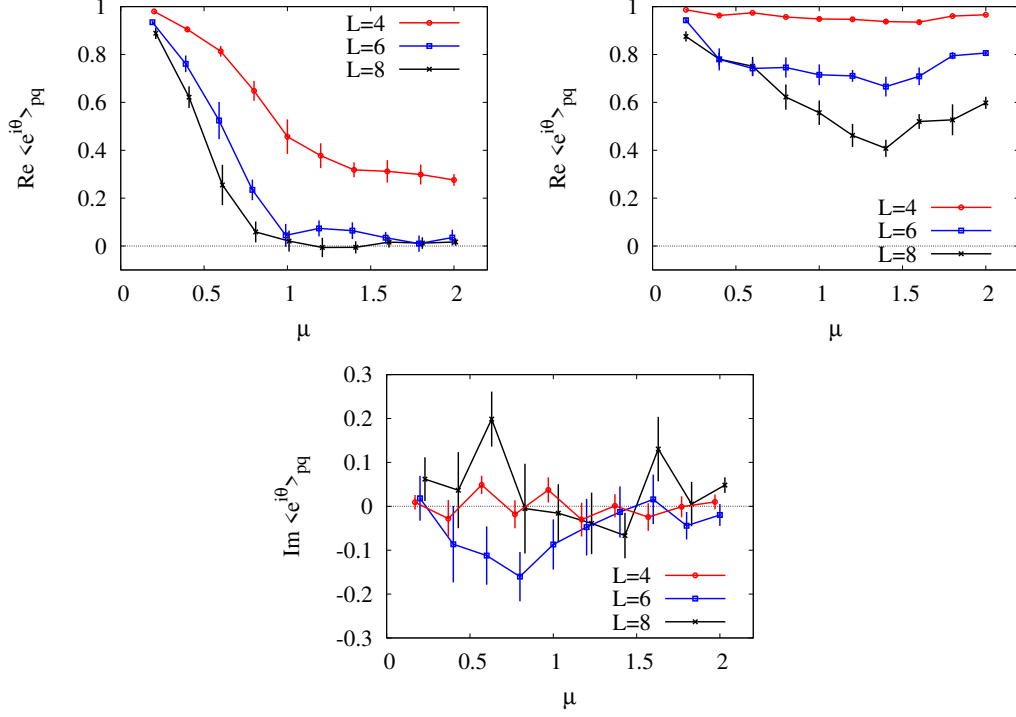 Re <e^{iθ}>_{pq}
1
0.8
0.6
0.4
0.2
0
0 0.5 1 1.5 2
μ
L=4
L=6
L=8
Re <e^{iθ}>_{pq}
1
0.8
0.6
0.4
0.2
0
0 0.5 1 1.5 2
μ
L=4
L=6
L=8
Im <e^{iθ}>_{pq}
0.3
0.2
0.1
0
-0.1
-0.2
-0.3
0 0.5 1 1.5 2
μ
L=4
L=6
L=8